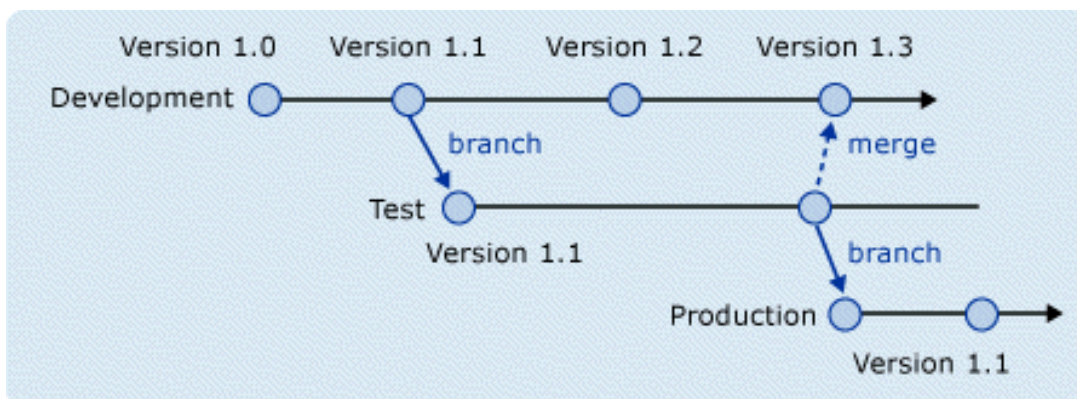 Version 1.0 Version 1.1 Version 1.2 Version 1.3
Development
branch merge
Test
Version 1.1 branch
Production
Version 1.1